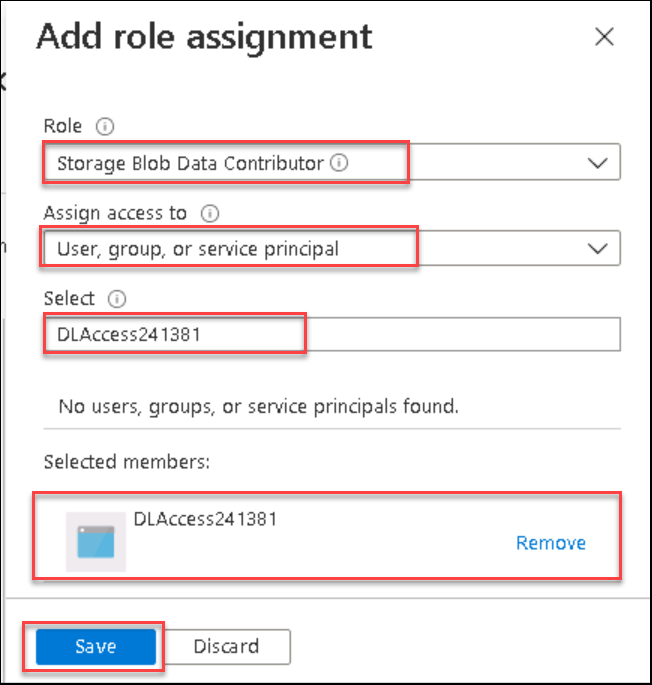 Add role assignment
Role
Storage Blob Data Contributor
Assign access to
User, group, or service principal
Select
DLAccess241381
No users, groups, or service principals found.
Selected members:
DLAccess241381
Remove
Save
Discard